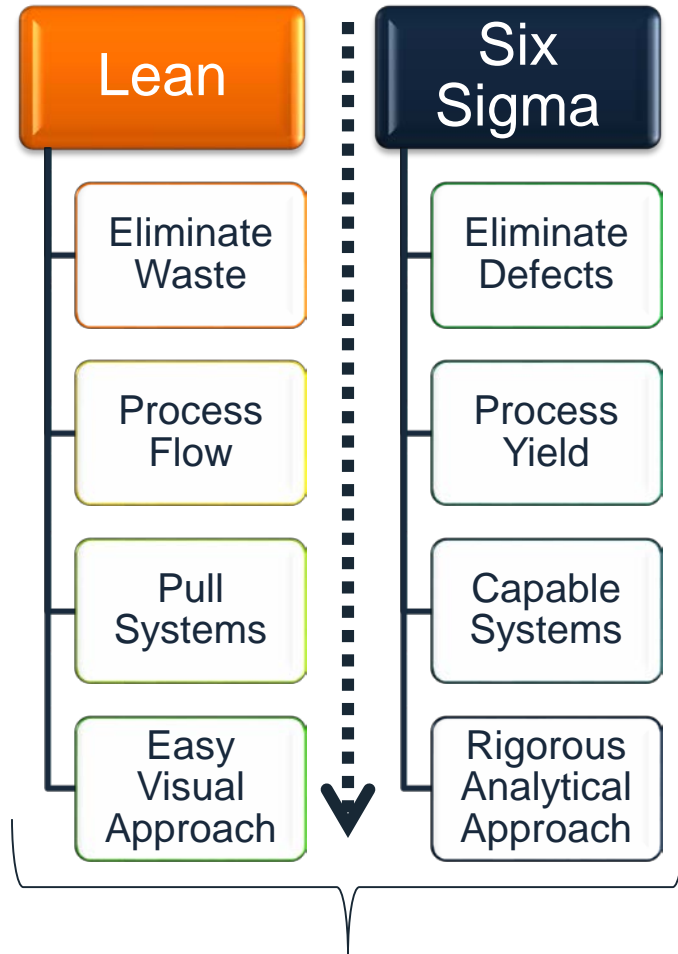 Lean
Eliminate
Waste
Process
Flow
Pull
Systems
Easy
Visual
Approach
Six
Sigma
Eliminate
Defects
Process
Yield
Capable
Systems
Rigorous
Analytical
Approach